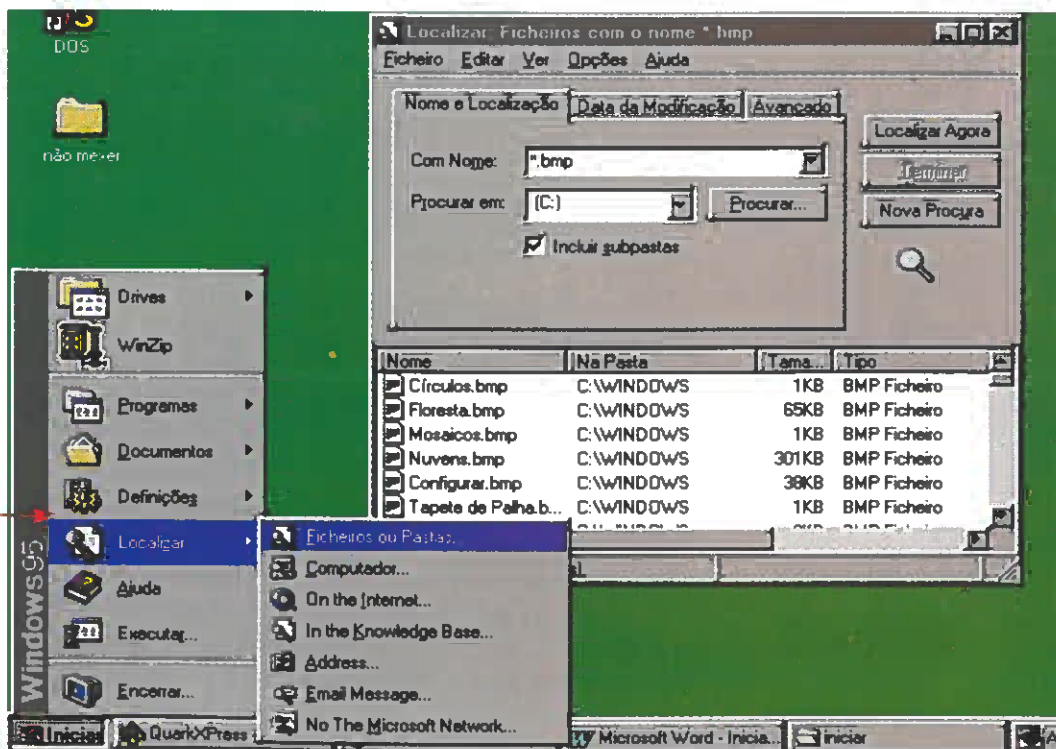 DOS
não mexer
Localizar: Ficheiros com o nome *.bmp
Ficheiro Editar Ver Opções Ajuda
Nome e Localização Data da Modificação Avançado
Com Nome: *.bmp
Procurar em: (C:) Procurar...
Incluir subpastas
Localizar Agora
Terminar
Nova Procura
Nome Na Pasta Tama... Tipo
Círculos.bmp C:\WINDOWS 1KB BMP Ficheiro
Floresta.bmp C:\WINDOWS 65KB BMP Ficheiro
Mosaicos.bmp C:\WINDOWS 1KB BMP Ficheiro
Nuvens.bmp C:\WINDOWS 301KB BMP Ficheiro
Configurar.bmp C:\WINDOWS 38KB BMP Ficheiro
Tapete de Palha.b... C:\WINDOWS 1KB BMP Ficheiro
Windows95
Drives
WinZip
Programas
Documentos
Definições
Localizar
Ajuda
Executar...
Encerrar...
Ficheiros ou Pastas...
Computador...
On the Internet...
In the Knowledge Base...
Address...
Email Message...
No The Microsoft Network...
Iniciar QuarkXPress Microsoft Word - Inicia... iniciar